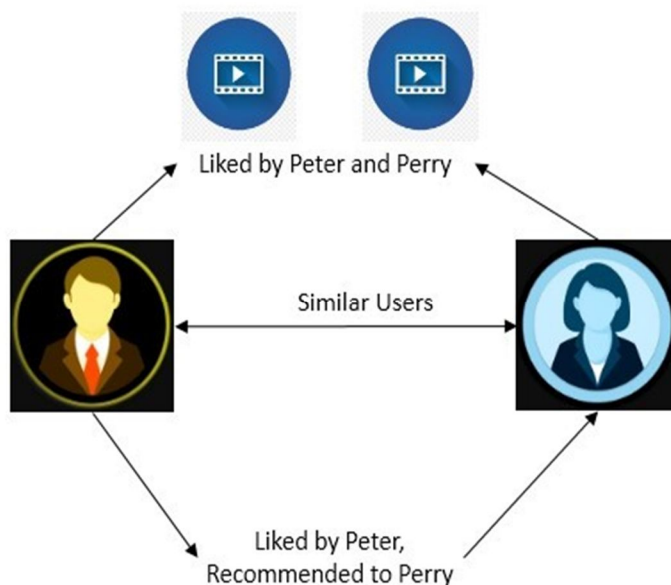 Liked by Peter and Perry
Similar Users
Liked by Peter,
Recommended to Perry